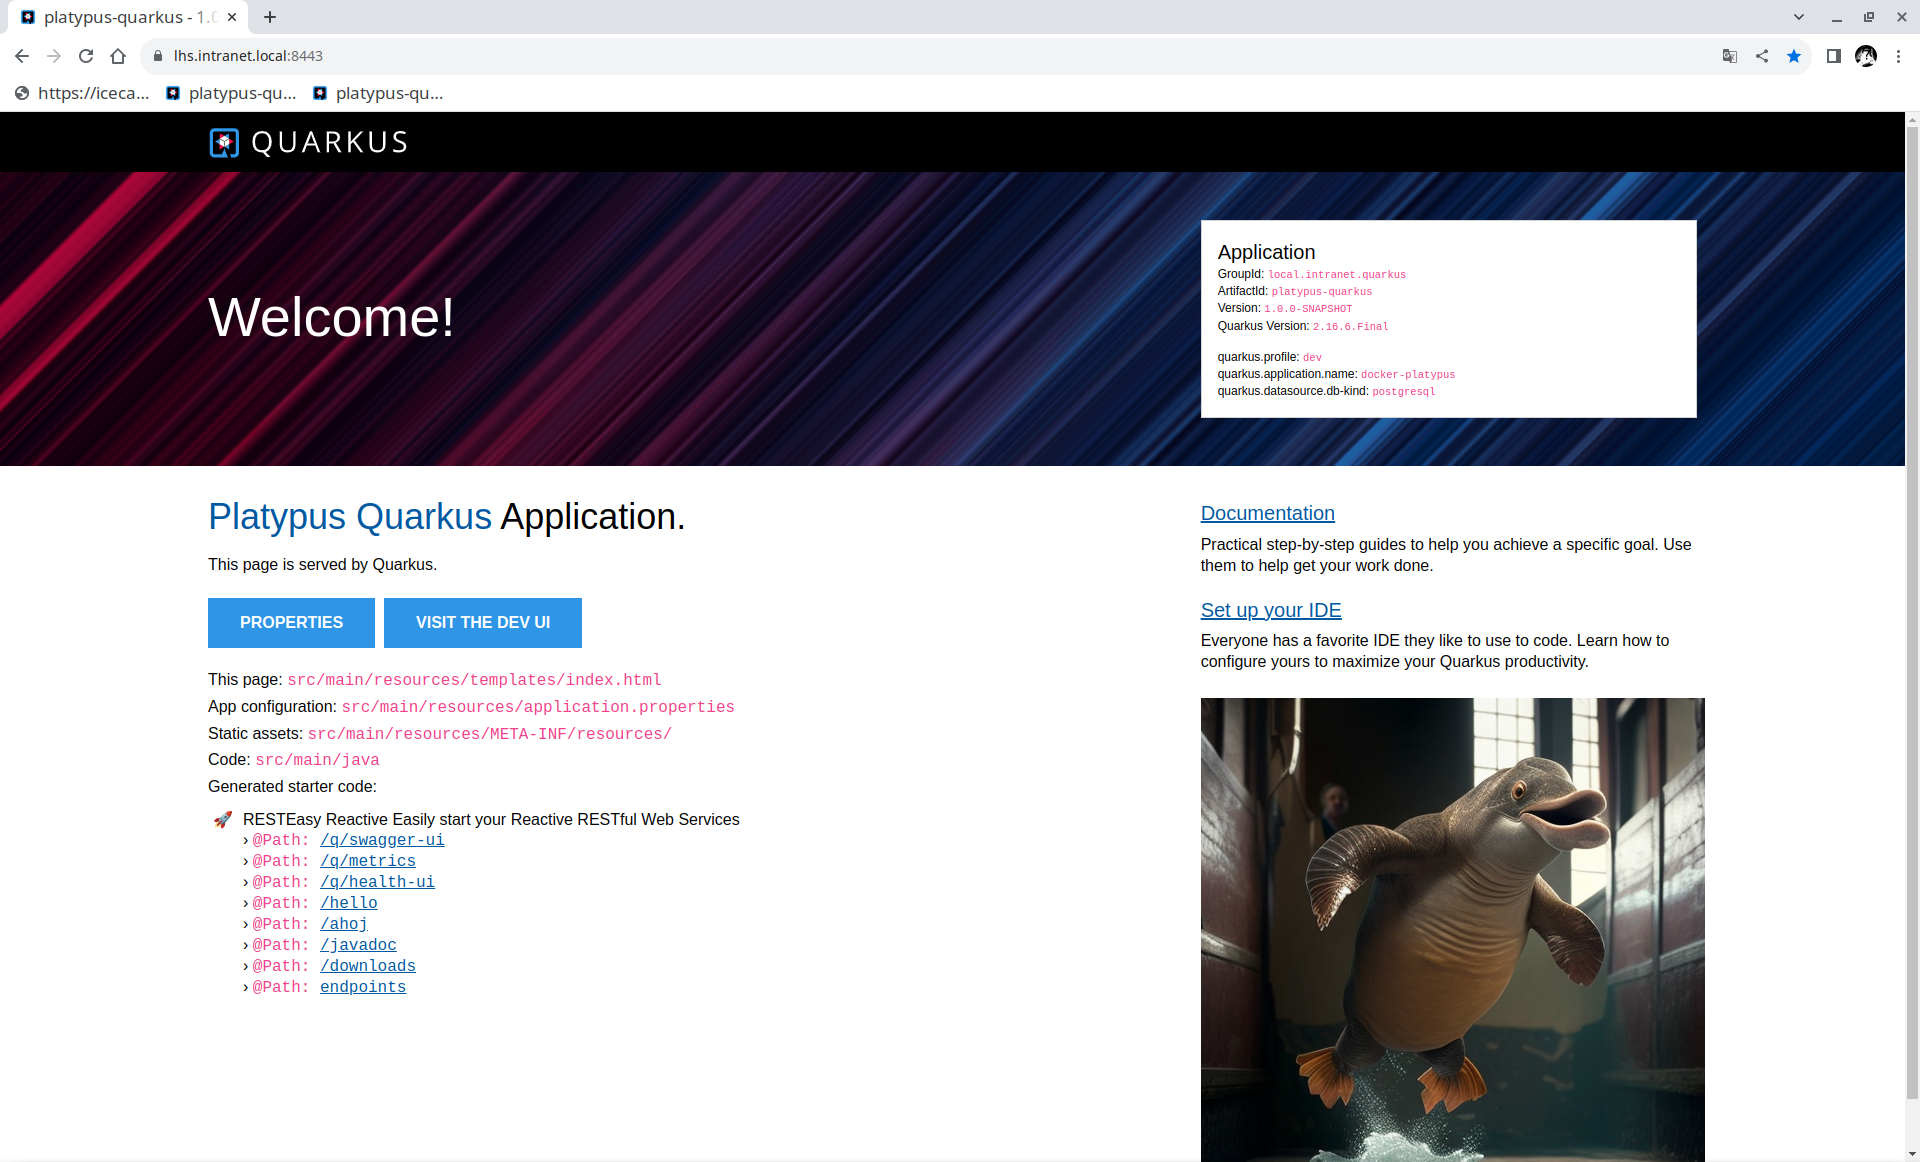 platypus-quarkus - 1.0
lhs.intranet.local:8443
https://iceca... platypus-qu... platypus-qu...
QUARKUS
Welcome!
Application
GroupId: local.intranet.quarkus
ArtifactId: platypus-quarkus
Version: 1.0.0-SNAPSHOT
Quarkus Version: 2.16.6.Final
quarkus.profile: dev
quarkus.application.name: docker-platypus
quarkus.datasource.db-kind: postgresql
Platypus Quarkus Application.
This page is served by Quarkus.
PROPERTIES VISIT THE DEV UI
This page: src/main/resources/templates/index.html
App configuration: src/main/resources/application.properties
Static assets: src/main/resources/META-INF/resources/
Code: src/main/java
Generated starter code:
🚀 RESTEasy Reactive Easily start your Reactive RESTful Web Services
› @Path: /q/swagger-ui
› @Path: /q/metrics
› @Path: /q/health-ui
› @Path: /hello
› @Path: /ahoj
› @Path: /javadoc
› @Path: /downloads
› @Path: endpoints
Documentation
Practical step-by-step guides to help you achieve a specific goal. Use
them to help get your work done.
Set up your IDE
Everyone has a favorite IDE they like to use to code. Learn how to
configure yours to maximize your Quarkus productivity.